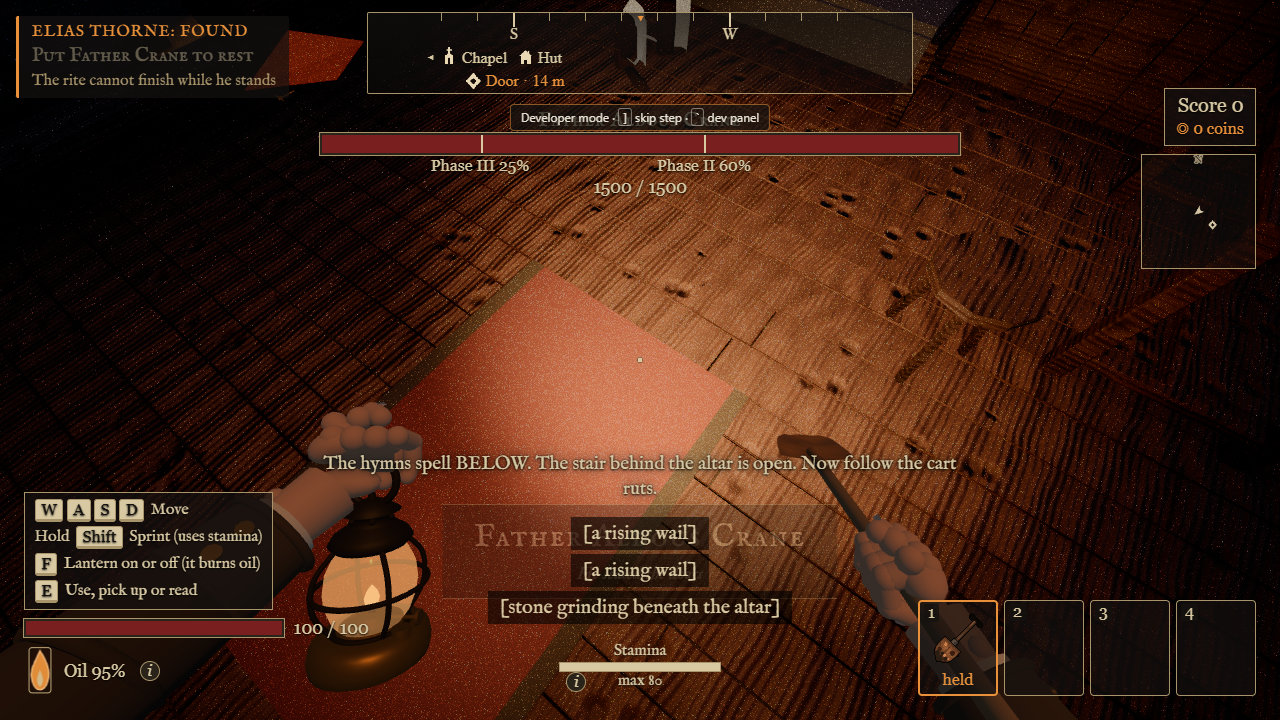 ELIAS THORNE: FOUND
Put Father Crane to rest
The rite cannot finish while he stands
S
W
Chapel
Hut
Door · 14 m
Developer mode · ] skip step · ` dev panel
Score 0
0 coins
Phase III 25%
Phase II 60%
1500 / 1500
The hymns spell BELOW. The stair behind the altar is open. Now follow the cart
ruts.
Father
Crane
[a rising wail]
[a rising wail]
[stone grinding beneath the altar]
W A S D Move
Hold Shift Sprint (uses stamina)
F Lantern on or off (it burns oil)
E Use, pick up or read
100 / 100
Oil 95%
i
Stamina
i
max 80
1
held
2
3
4